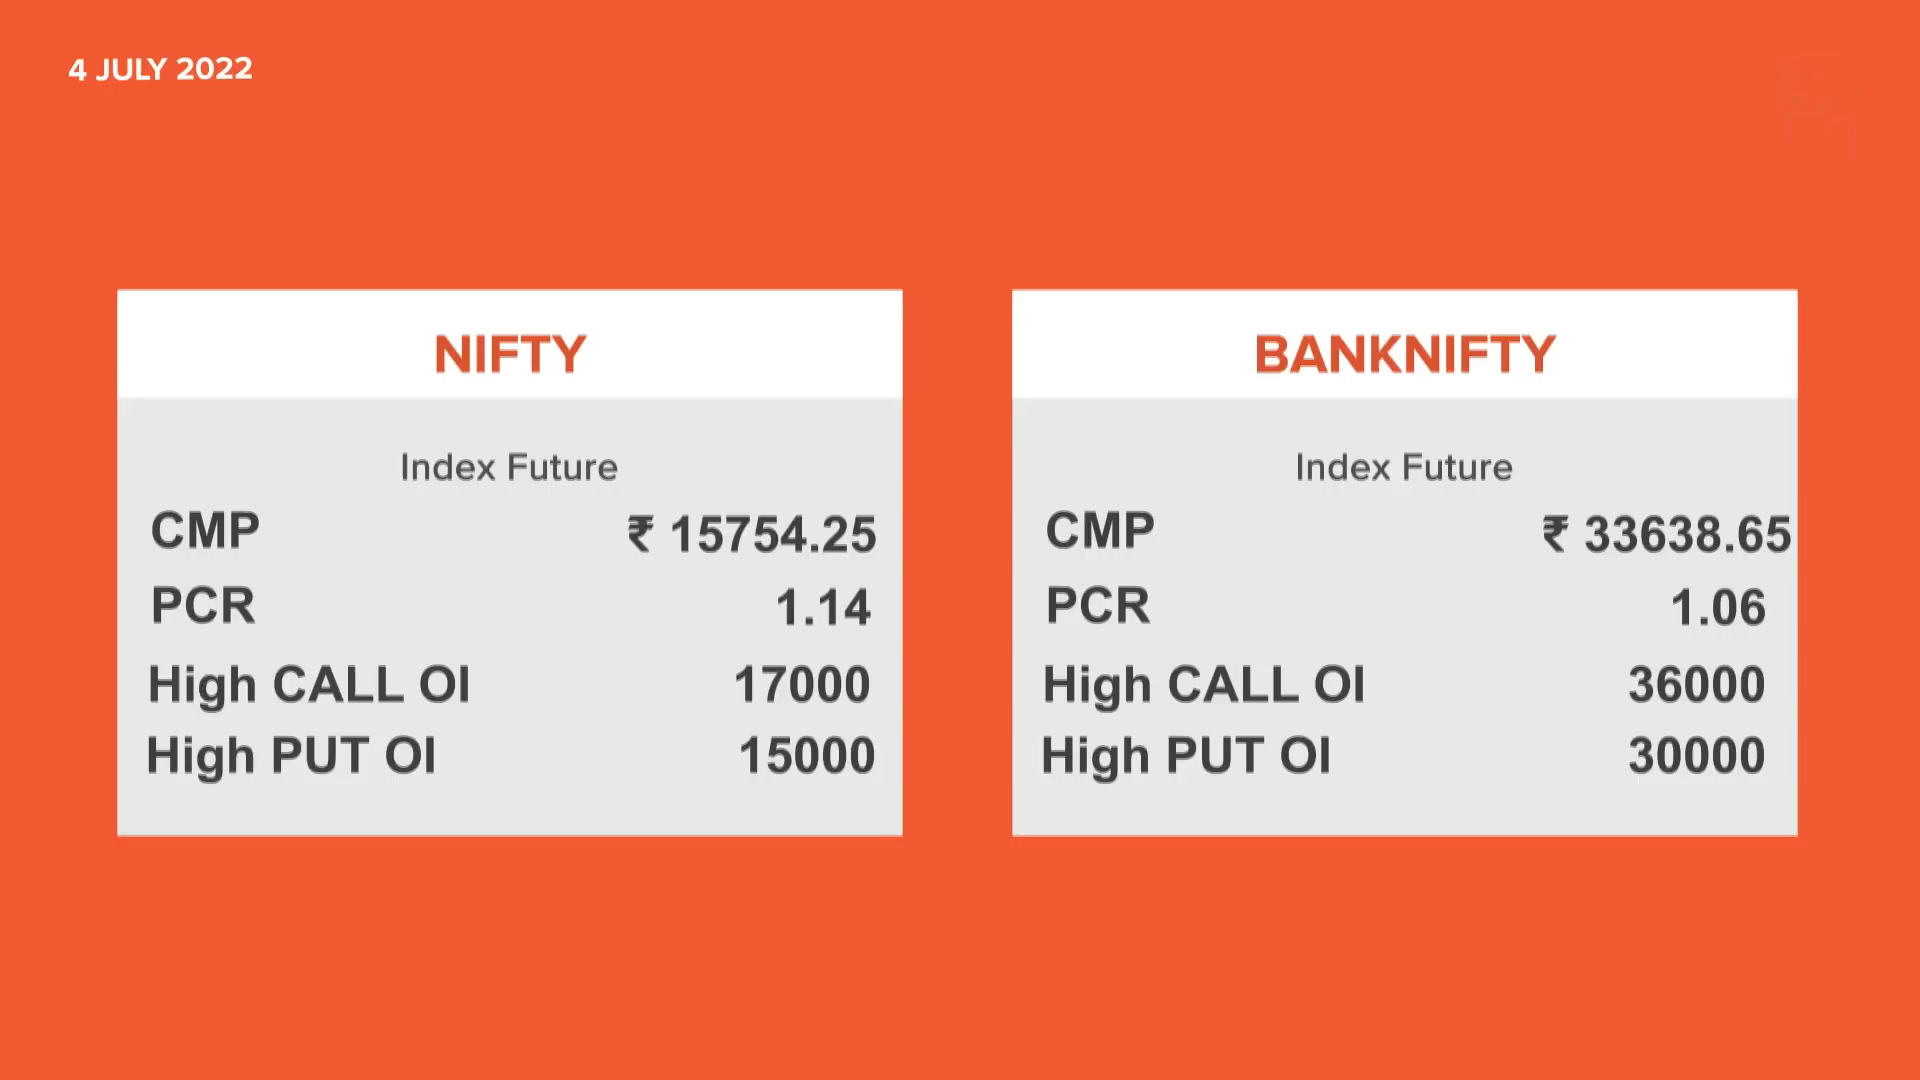 4 JULY 2022
NIFTY
Index Future
CMP ₹ 15754.25
PCR 1.14
High CALL OI 17000
High PUT OI 15000
BANKNIFTY
Index Future
CMP ₹ 33638.65
PCR 1.06
High CALL OI 36000
High PUT OI 30000